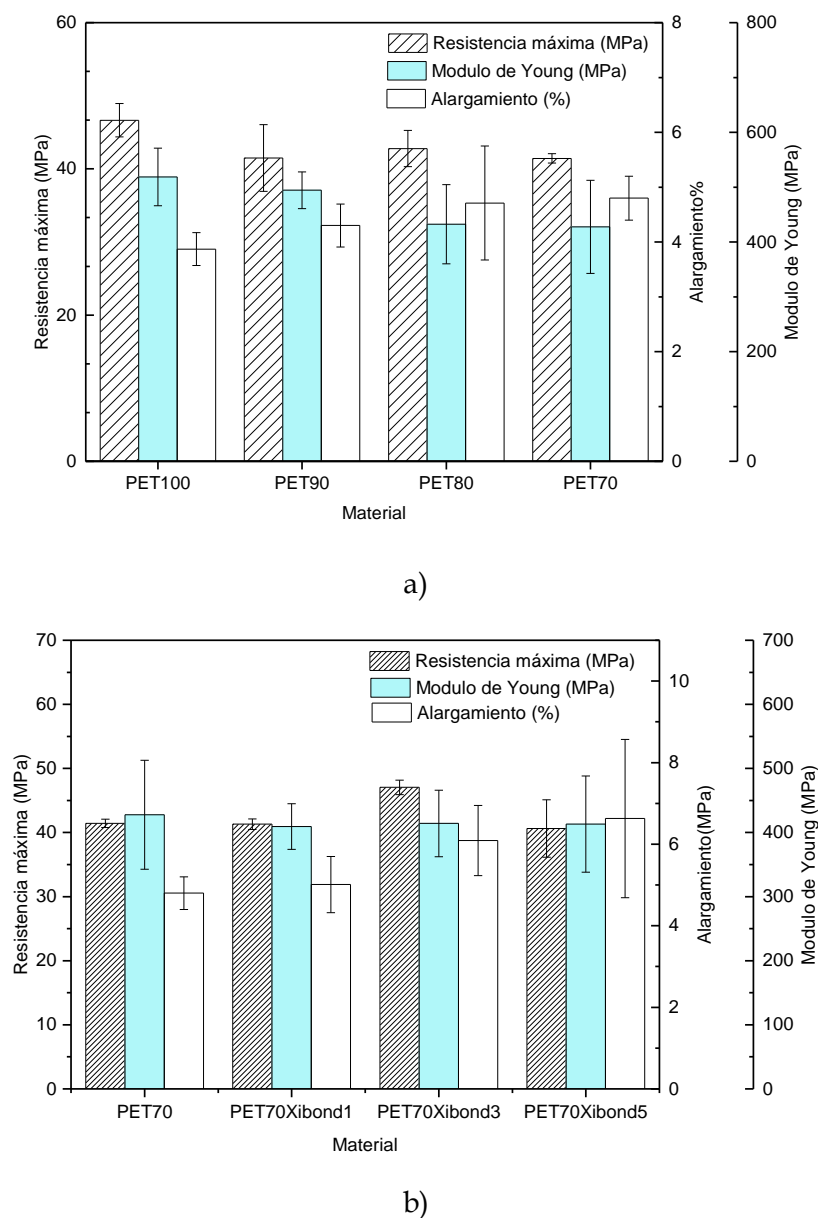 60
40
20
0
Resistencia máxima (MPa)
Resistencia máxima (MPa)
Modulo de Young (MPa)
Alargamiento (%)
8
6
4
2
0
Alargamiento%
800
600
400
200
0
Modulo de Young (MPa)
PET100 PET90 PET80 PET70
Material
a)
70
60
50
40
30
20
10
0
Resistencia máxima (MPa)
Resistencia máxima (MPa)
Modulo de Young (MPa)
Alargamiento (%)
10
8
6
4
2
0
Alargamiento(MPa)
700
600
500
400
300
200
100
0
Modulo de Young (MPa)
PET70 PET70Xibond1 PET70Xibond3 PET70Xibond5
Material
b)